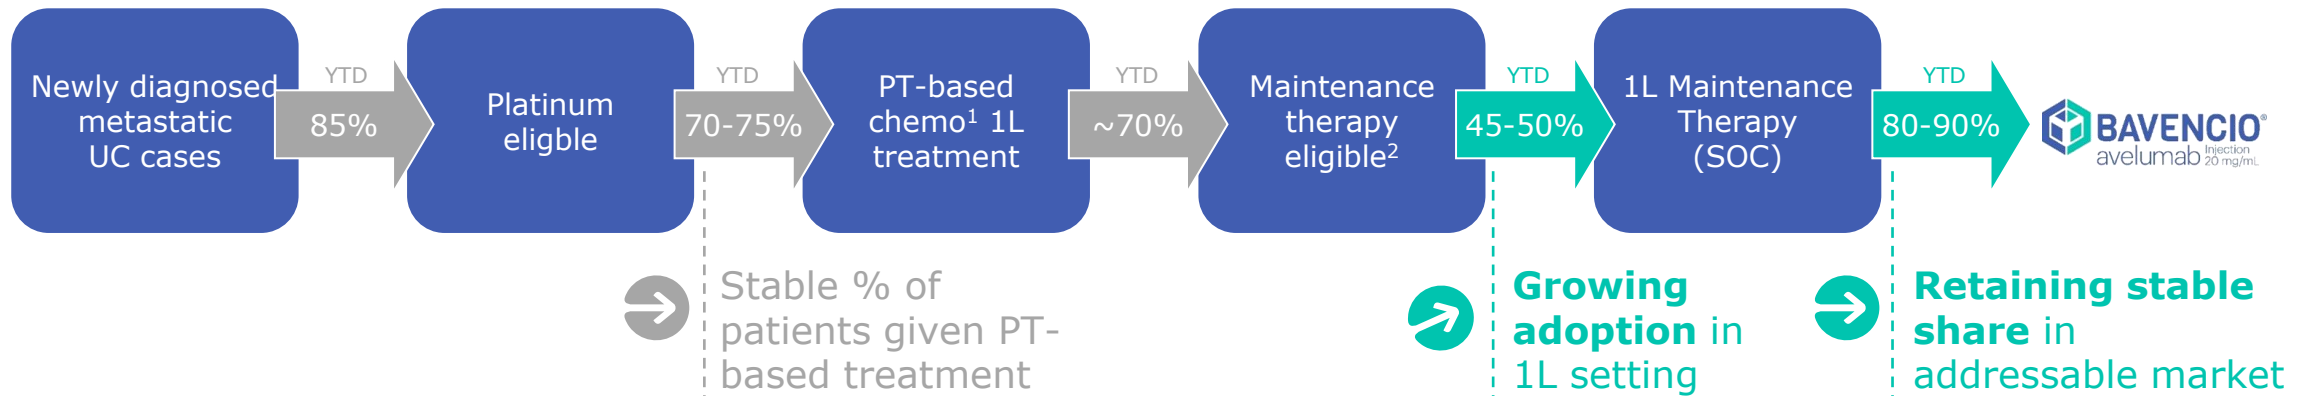 Newly diagnosed
metastatic
UC cases
YTD
85%
Platinum
eligble
YTD
70-75%
PT-based
chemo¹ 1L
treatment
YTD
~70%
Maintenance
therapy
eligible²
YTD
45-50%
1L Maintenance
Therapy
(SOC)
YTD
80-90%
BAVENCIO®
avelumab Injection
20 mg/mL
Stable % of
patients given PT-
based treatment
Growing
adoption in
1L setting
Retaining stable
share in
addressable market